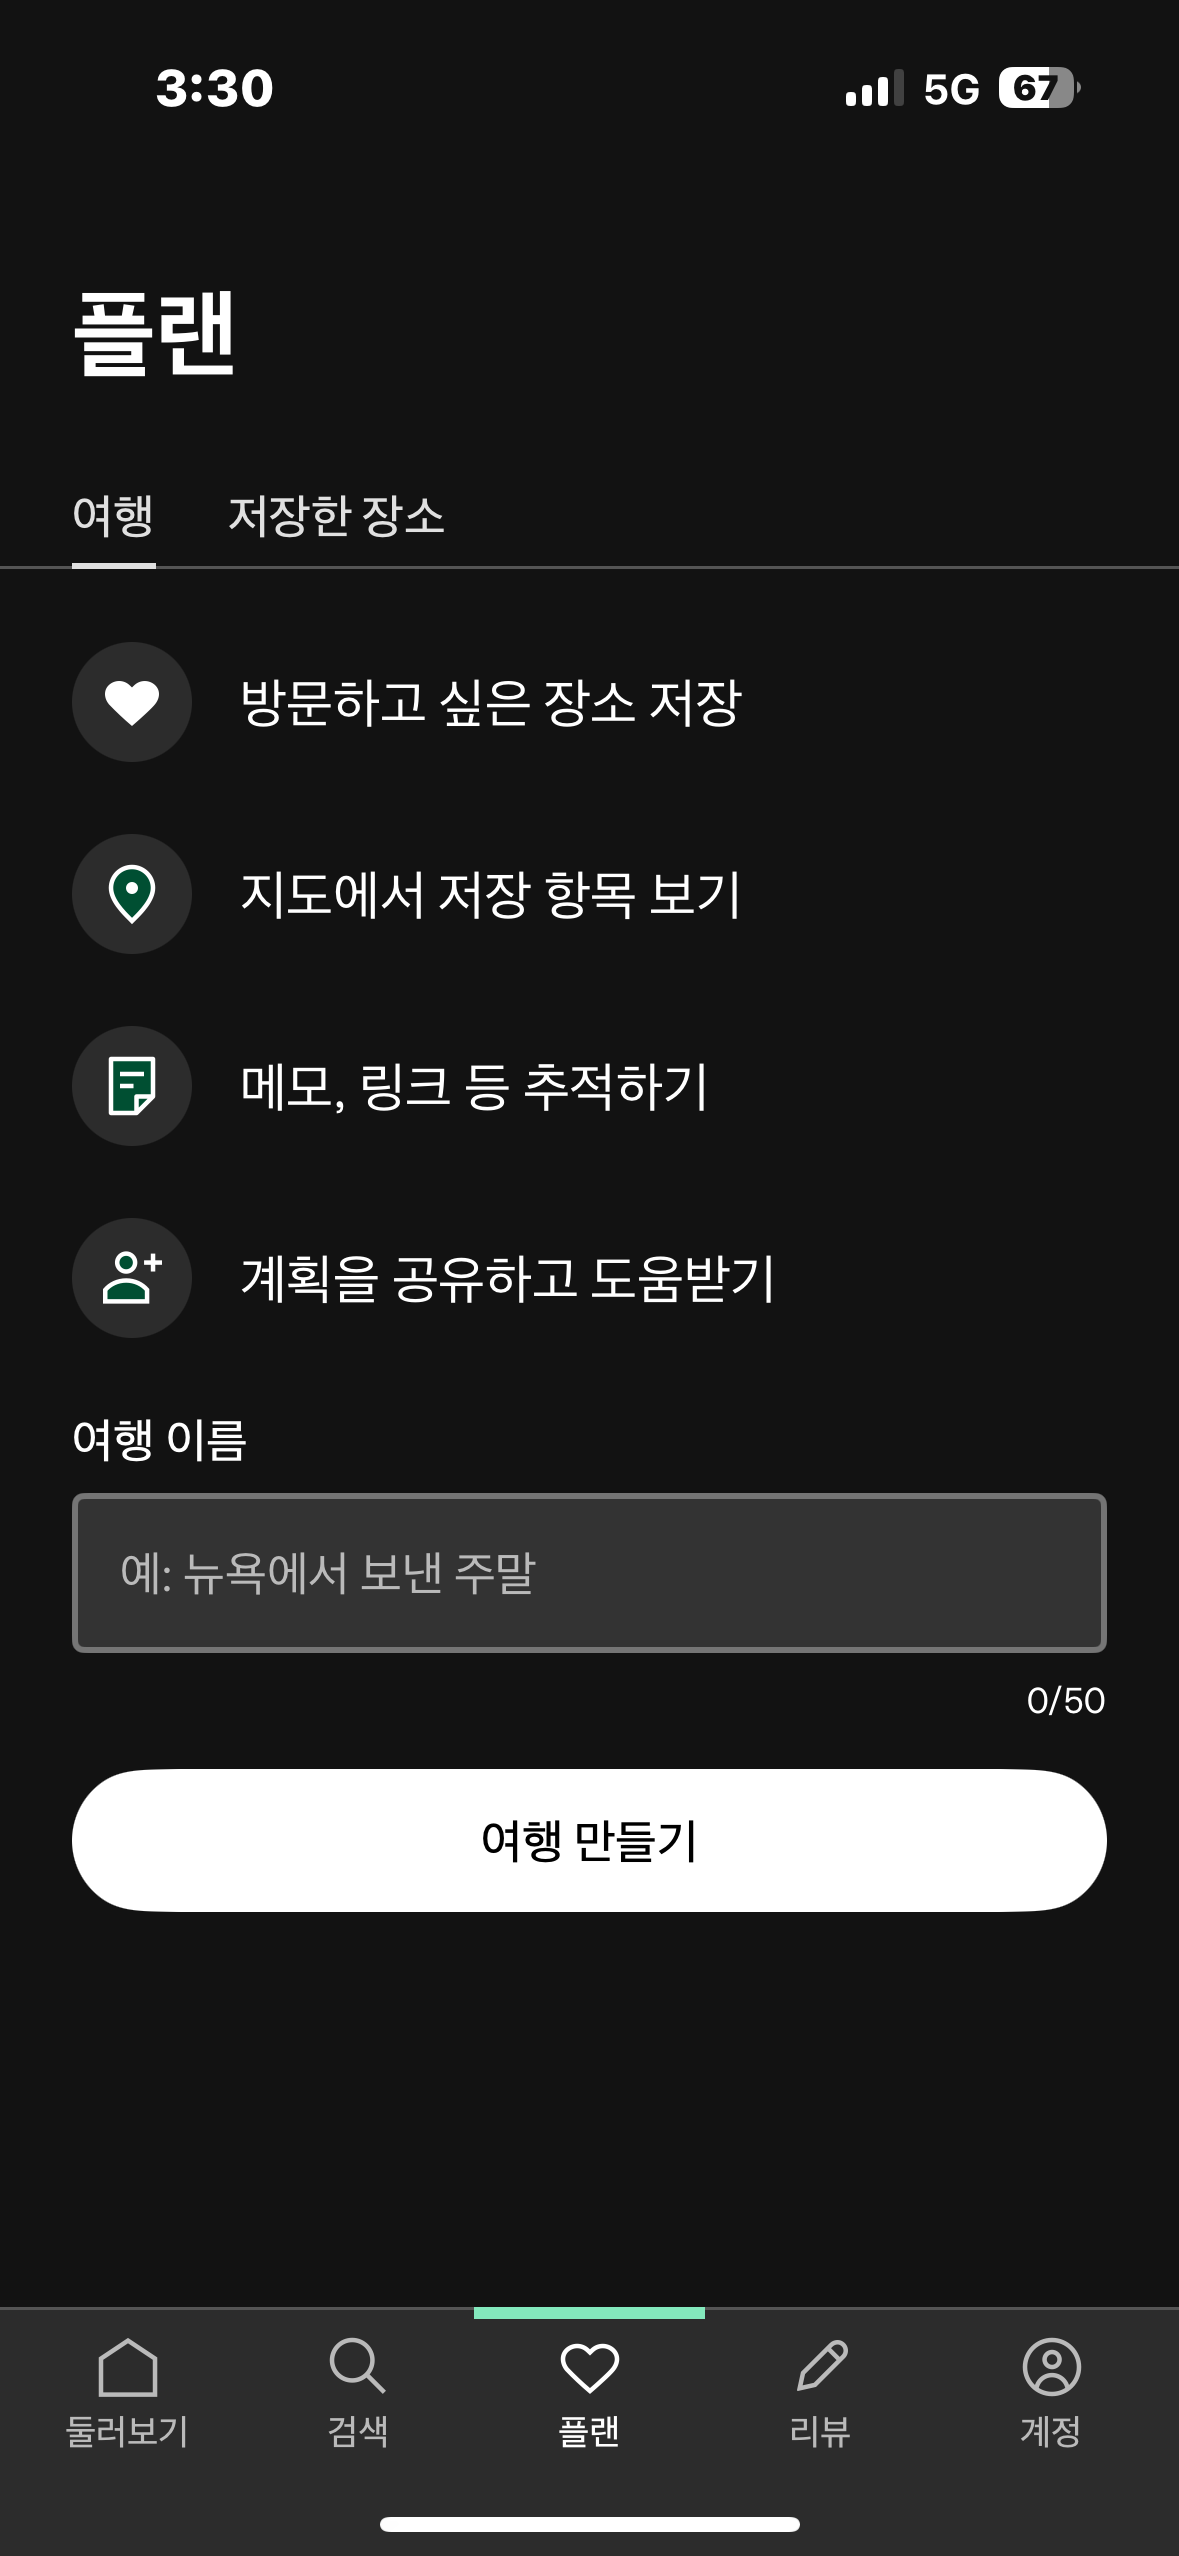 3:30
5G 67
플랜
여행 저장한 장소
방문하고 싶은 장소 저장
지도에서 저장 항목 보기
메모, 링크 등 추적하기
계획을 공유하고 도움받기
여행 이름
예: 뉴욕에서 보낸 주말
0/50
여행 만들기
둘러보기 검색 플랜 리뷰 계정